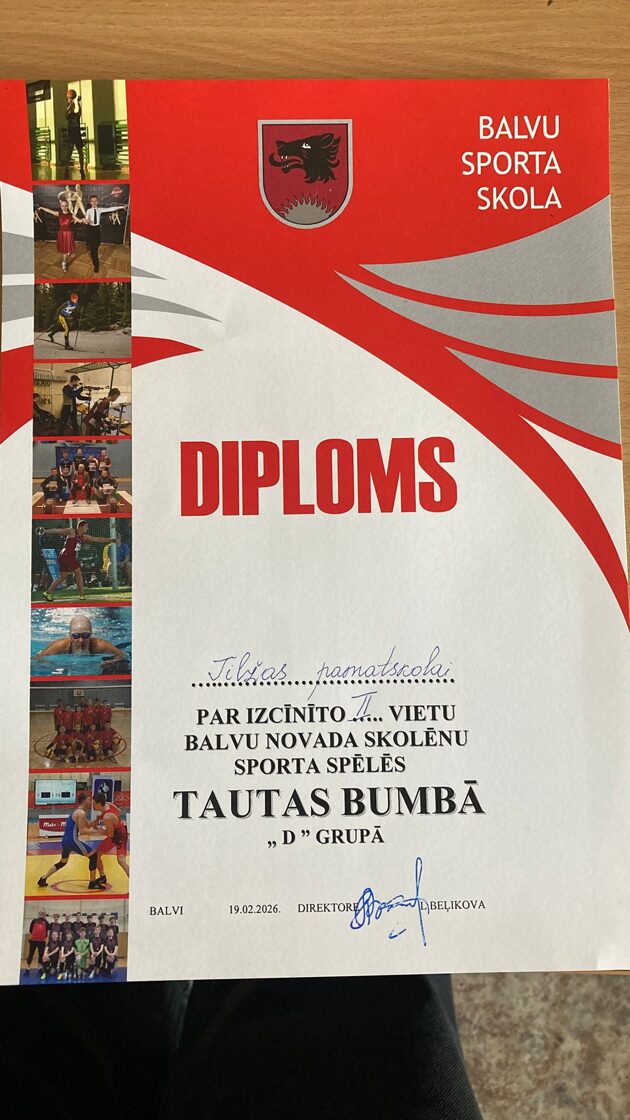 BALVU
SPORTA
SKOLA
DIPLOMS
Tilžas pamatskolai
PAR IZCĪNĪTO II VIETU
BALVU NOVADA SKOLĒNU
SPORTA SPĒLĒS
TAUTAS BUMBĀ
„ D ” GRUPĀ
BALVI 19.02.2026. DIREKTORE BEĻIKOVA